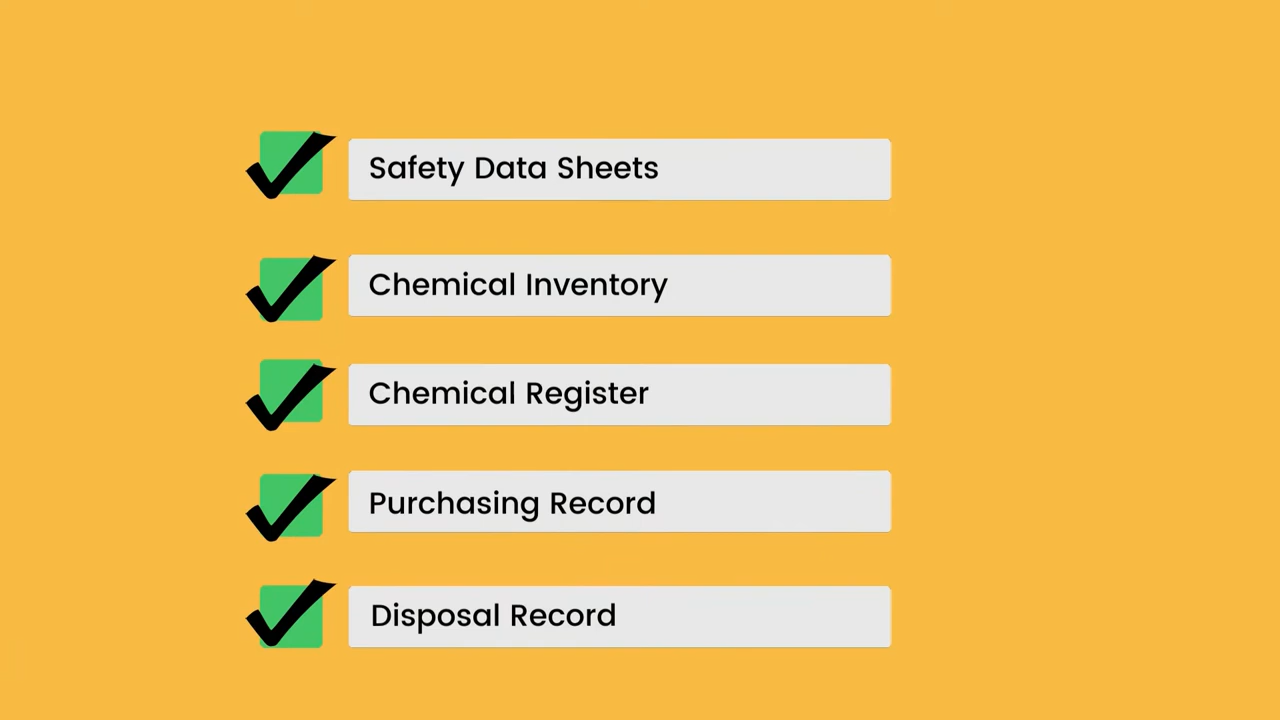 Safety Data Sheets
Chemical Inventory
Chemical Register
Purchasing Record
Disposal Record